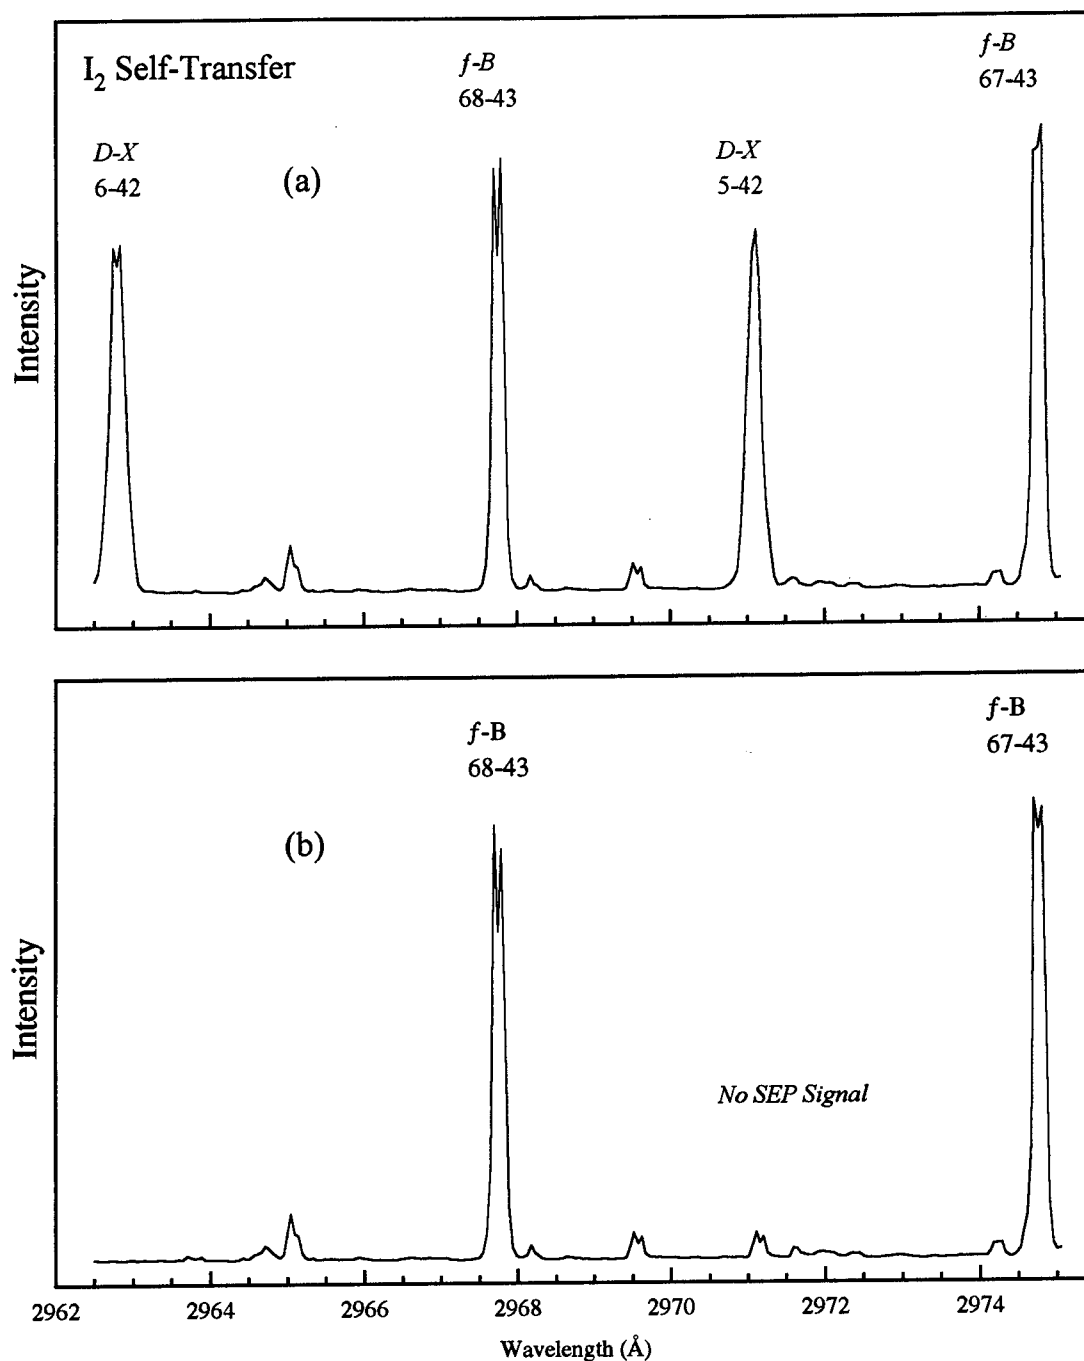 I₂ Self-Transfer
f-B
68-43
f-B
67-43
D-X
6-42
(a)
D-X
5-42
Intensity
f-B
68-43
f-B
67-43
(b)
No SEP Signal
Intensity
2962 2964 2966 2968 2970 2972 2974
Wavelength (Å)